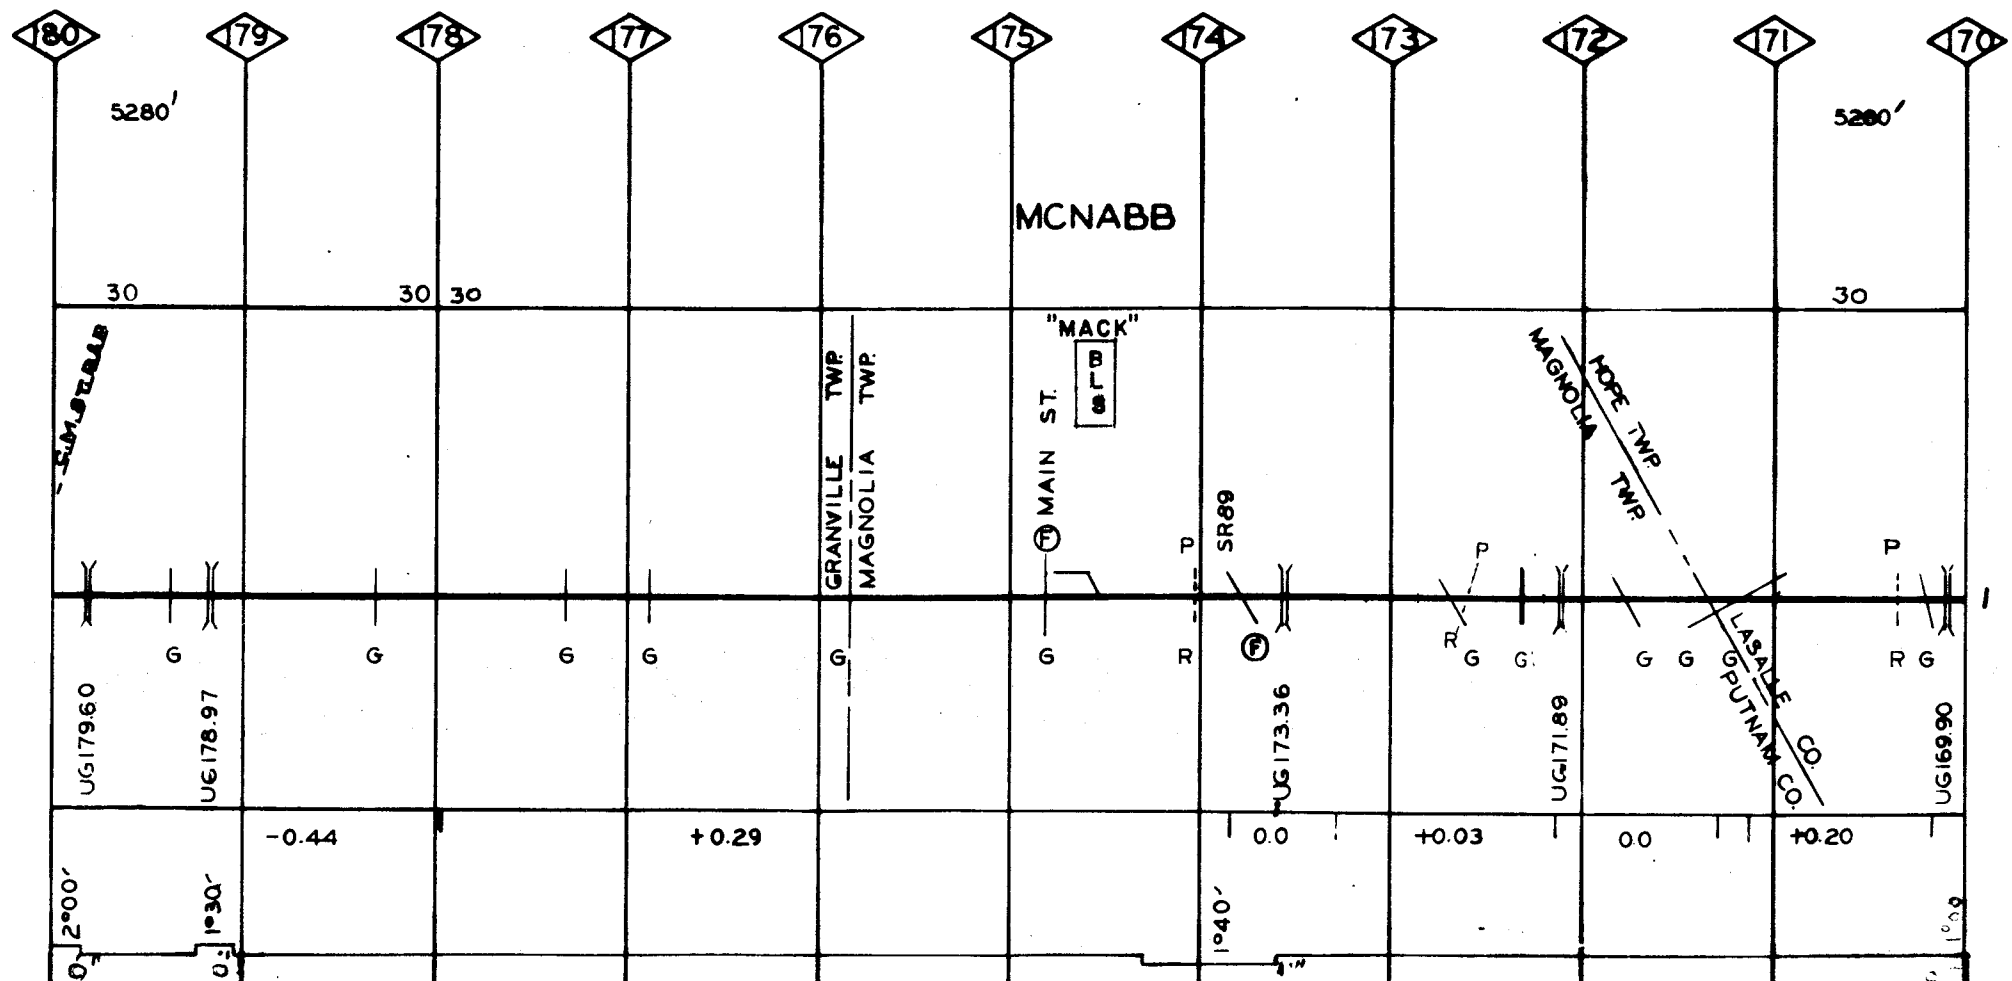 180 179 178 177 176 175 174 173 172 171 170
5280' 5280'
MCNABB
30 30 30 30
"MACK"
GRANVILLE TWP.
MAGNOLIA TWP.
F MAIN ST.
SR89
F
MAGNOLIA TWP.
HOPE TWP.
P P P
1
G G G G G G R R G G G G G R G
LASALLE CO.
PUTNAM CO.
UG179.60
UG178.97
UG173.36
UG171.89
UG169.90
-0.44 +0.29 0.0 +0.03 0.0 +0.20
2°00'
1°30'
1°40'